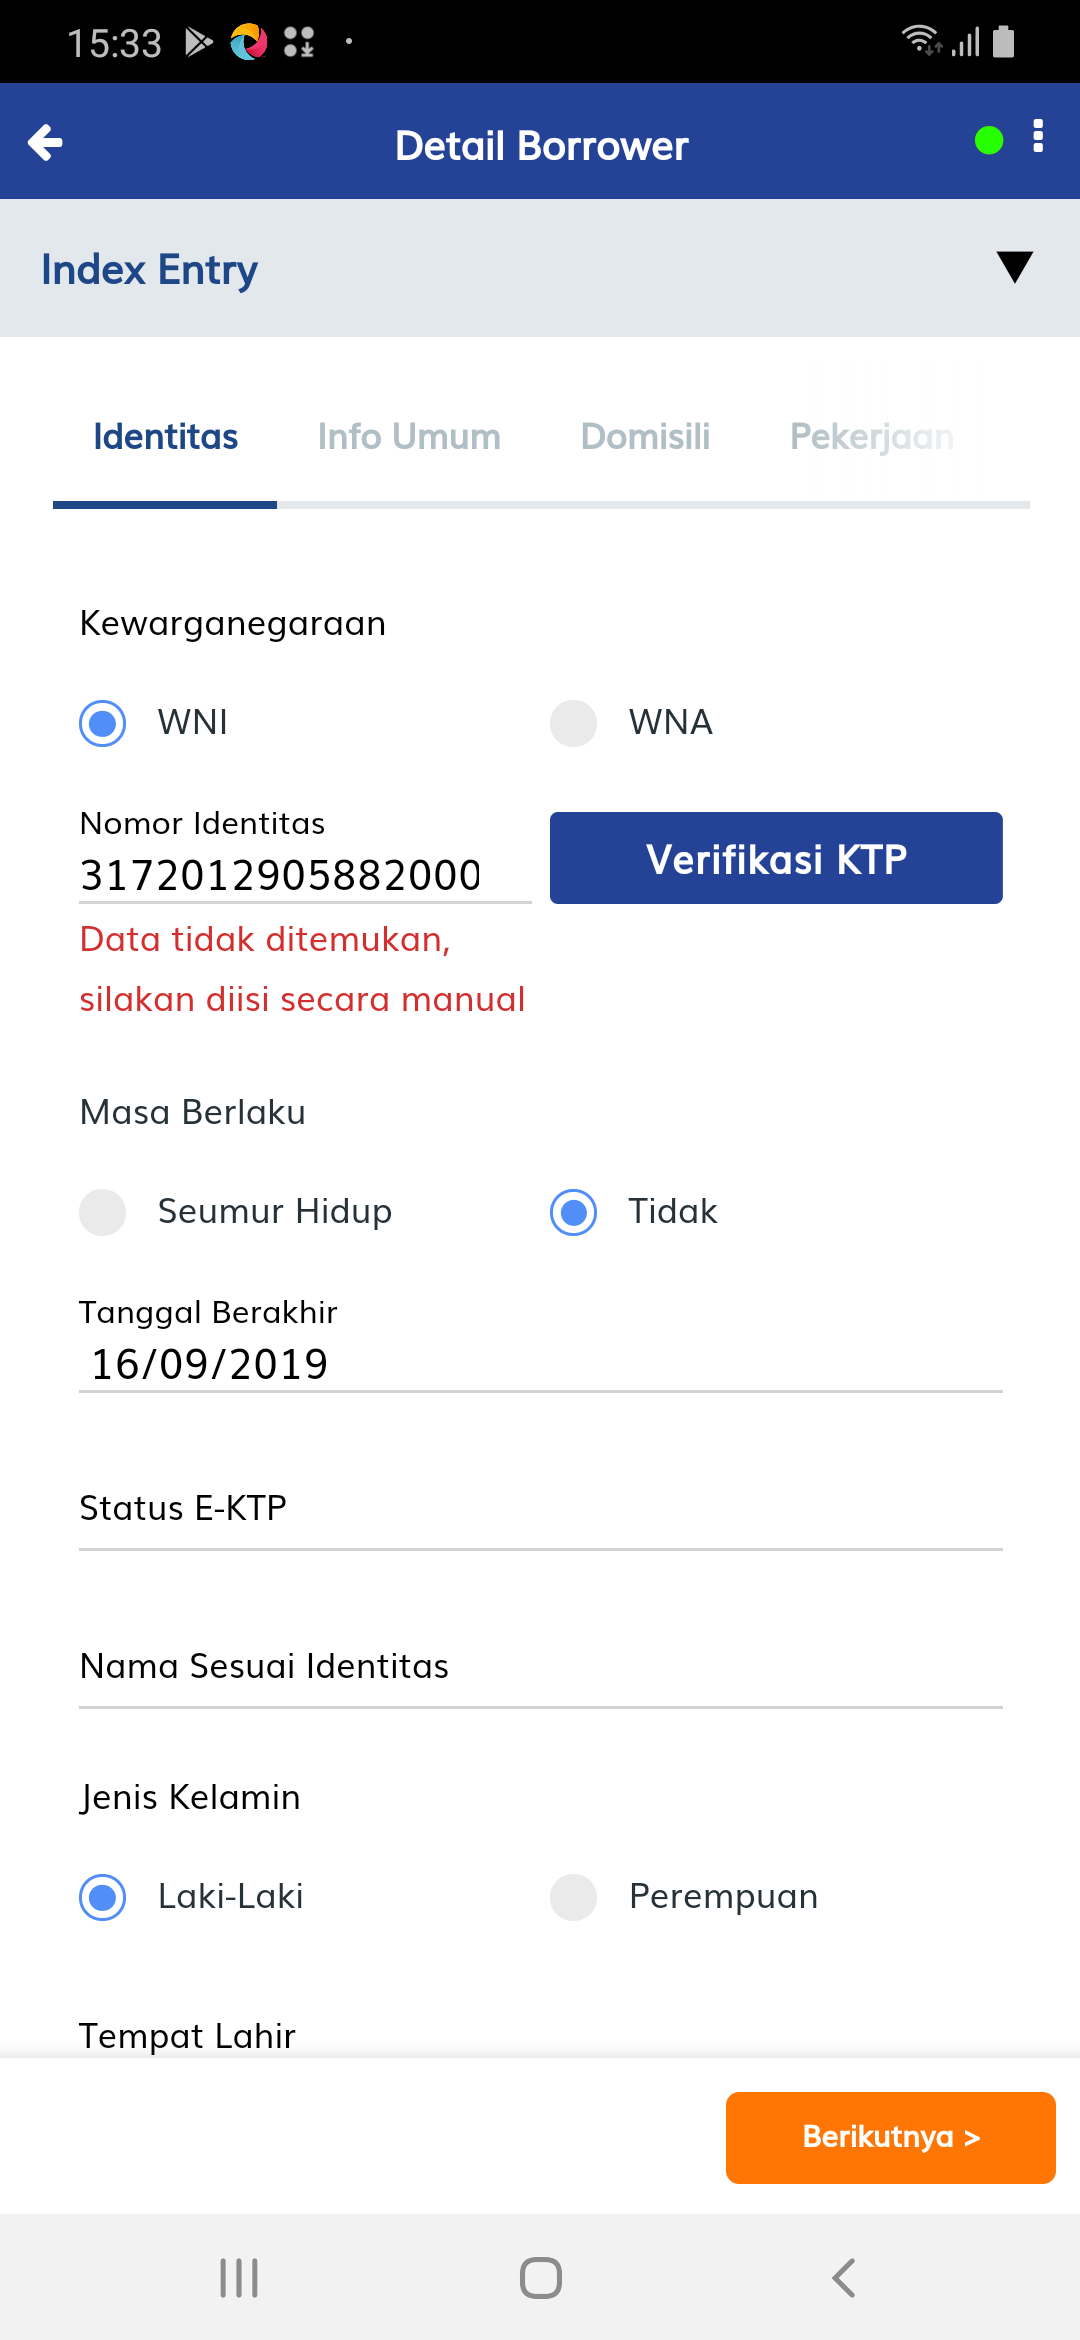 15:33
Detail Borrower
Index Entry
Identitas Info Umum Domisili Pekerjaan
Kewarganegaraan
WNI WNA
Nomor Identitas
3172012905882000
Verifikasi KTP
Data tidak ditemukan,
silakan diisi secara manual
Masa Berlaku
Seumur Hidup Tidak
Tanggal Berakhir
16/09/2019
Status E-KTP
Nama Sesuai Identitas
Jenis Kelamin
Laki-Laki Perempuan
Tempat Lahir
Berikutnya >